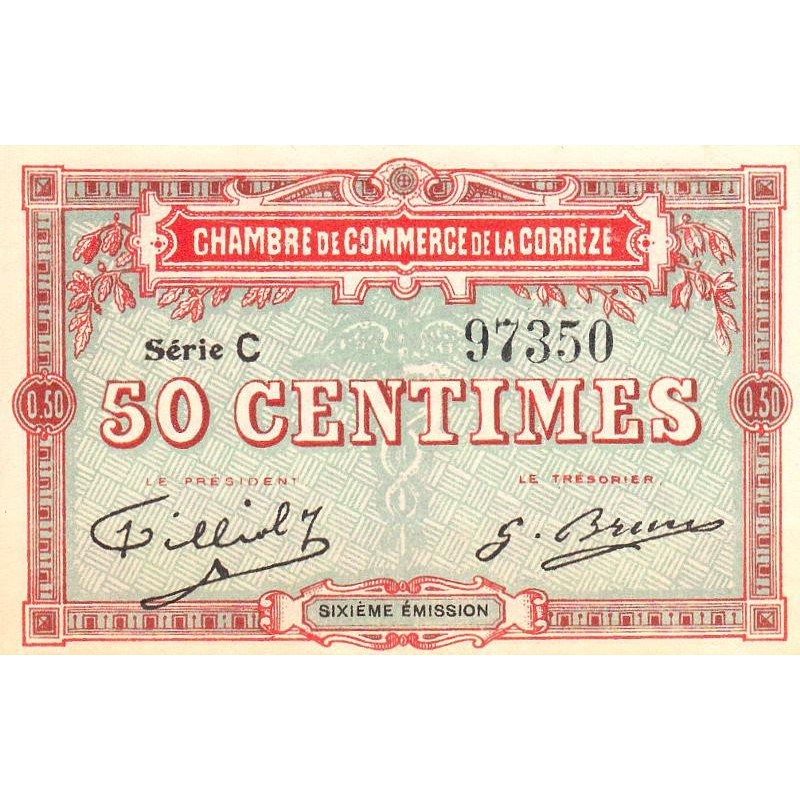 CHAMBRE DE COMMERCE DE LA CORRÈZE
Série C 97350
0.50 50 CENTIMES 0.50
LE PRÉSIDENT LE TRÉSORIER
G. Brun
SIXIÈME ÉMISSION